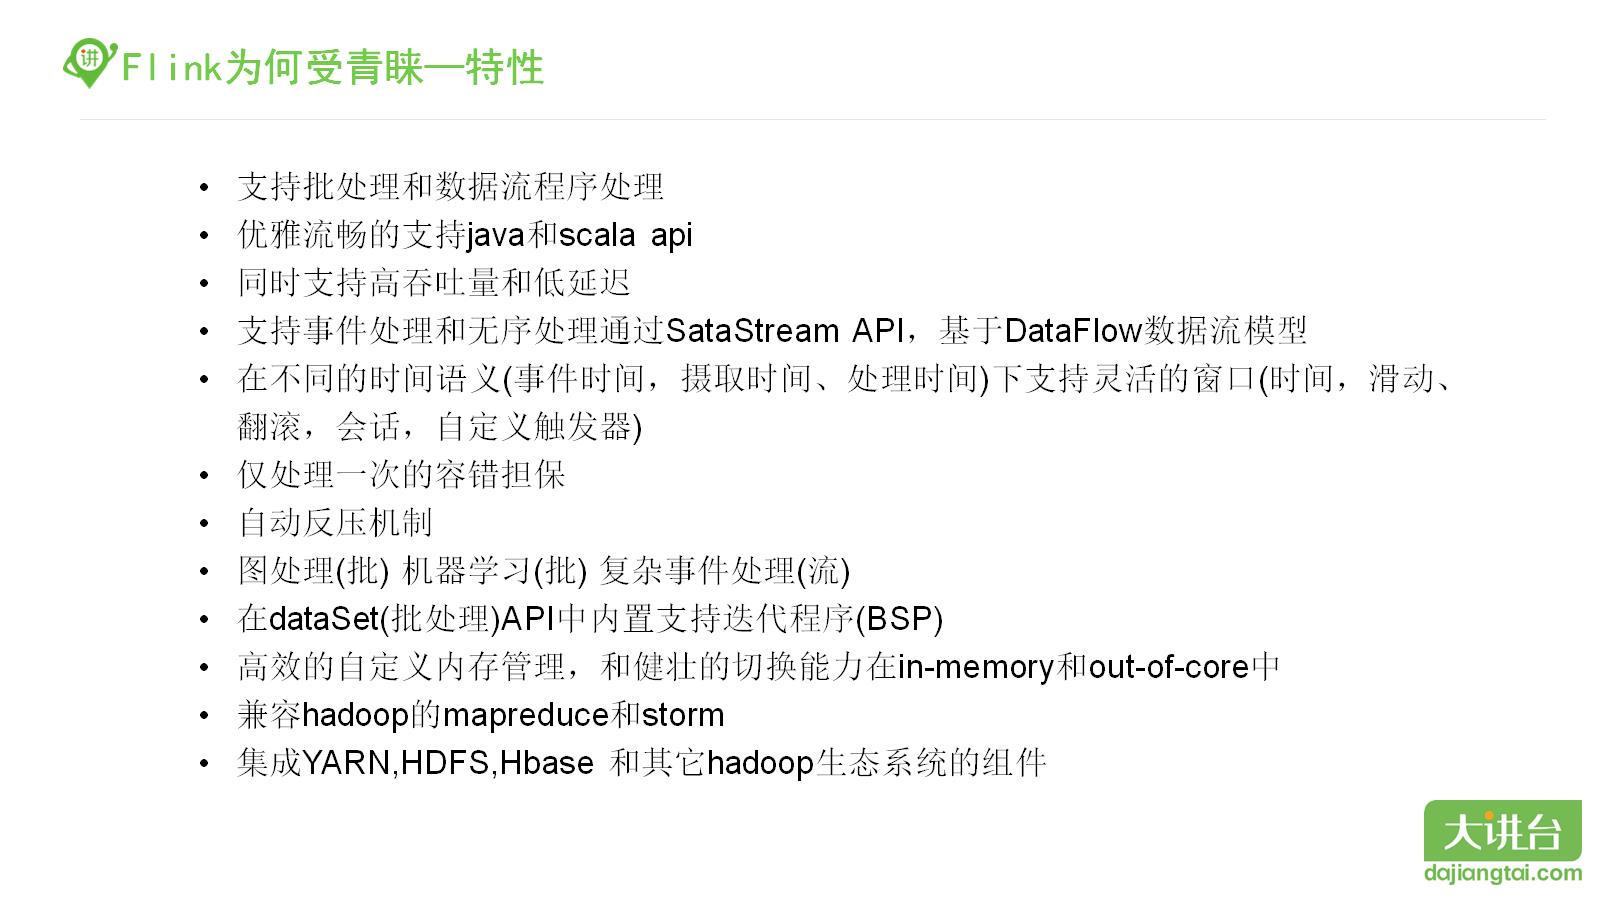 讲
Flink为何受青睐—特性
• 支持批处理和数据流程序处理
• 优雅流畅的支持java和scala api
• 同时支持高吞吐量和低延迟
• 支持事件处理和无序处理通过SataStream API，基于DataFlow数据流模型
• 在不同的时间语义(事件时间，摄取时间、处理时间)下支持灵活的窗口(时间，滑动、
翻滚，会话，自定义触发器)
• 仅处理一次的容错担保
• 自动反压机制
• 图处理(批) 机器学习(批) 复杂事件处理(流)
• 在dataSet(批处理)API中内置支持迭代程序(BSP)
• 高效的自定义内存管理，和健壮的切换能力在in-memory和out-of-core中
• 兼容hadoop的mapreduce和storm
• 集成YARN,HDFS,Hbase 和其它hadoop生态系统的组件
大讲台
dajiangtai.com